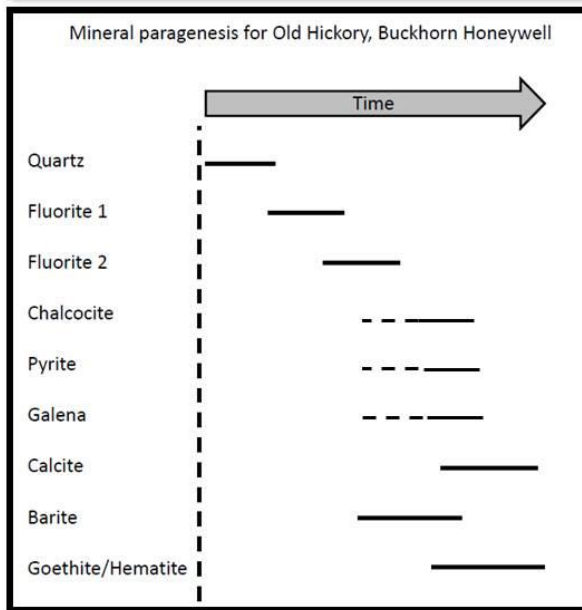 Mineral paragenesis for Old Hickory, Buckhorn Honeywell
Time
Quartz
Fluorite 1
Fluorite 2
Chalcocite
Pyrite
Galena
Calcite
Barite
Goethite/Hematite